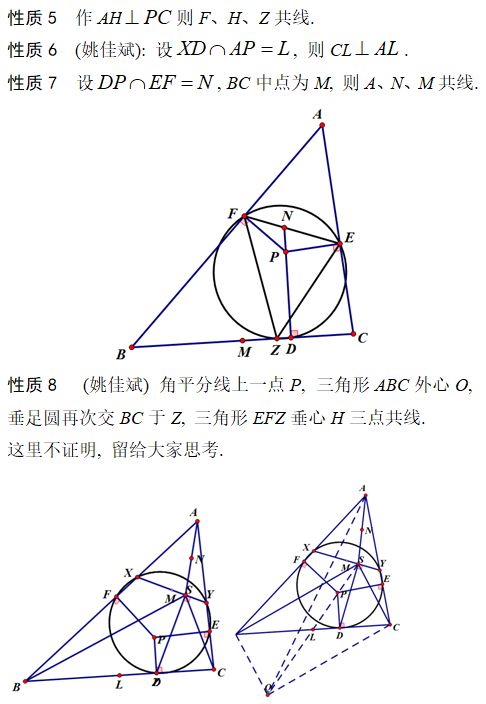 性质 5 作 AH⊥PC 则 F、H、Z 共线.
性质 6 (姚佳斌): 设 XD∩AP=L, 则 CL⊥AL.
性质 7 设 DP∩EF=N, BC 中点为 M, 则 A、N、M 共线.
A
F N
E
P
B M Z D C
性质 8 (姚佳斌) 角平分线上一点 P, 三角形 ABC 外心 O,
垂足圆再次交 BC 于 Z, 三角形 EFZ 垂心 H 三点共线.
这里不证明, 留给大家思考.
A
N
X
F M S Y
E
P
B L D C
A
N
X
F M S Y
E
P
L D C